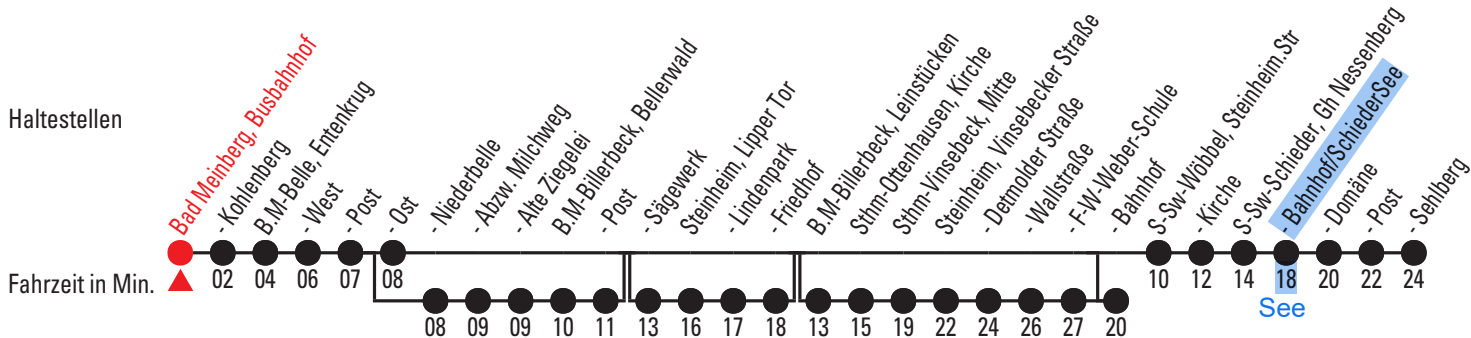 Haltestellen
Bad Meinberg, Busbahnhof
- Kohlenberg
B.M-Belle, Entenkrug
- West
- Post
- Ost
- Niederbelle
- Abzw. Milchweg
- Alte Ziegelei
B.M-Billerbeck, Bellerwald
- Post
- Sägewerk
Steinheim, Lipper Tor
- Lindenpark
- Friedhof
B.M-Billerbeck, Leinstücken
Sthm-Ottenhausen, Kirche
Sthm-Vinsebeck, Mitte
Steinheim, Vinsebecker Straße
- Detmolder Straße
- Wallstraße
- F-W-Weber-Schule
- Bahnhof
S-Sw-Wöbbel, Steinheim.Str
- Kirche
S-Sw-Schieder, Gh Nessenberg
- Bahnhof/SchiederSee
- Domäne
- Post
- Sehlberg
Fahrzeit in Min.
02 04 06 07 08 10 12 14 18 20 22 24
08 09 09 10 11 13 16 17 18 13 15 19 22 24 26 27 20
See